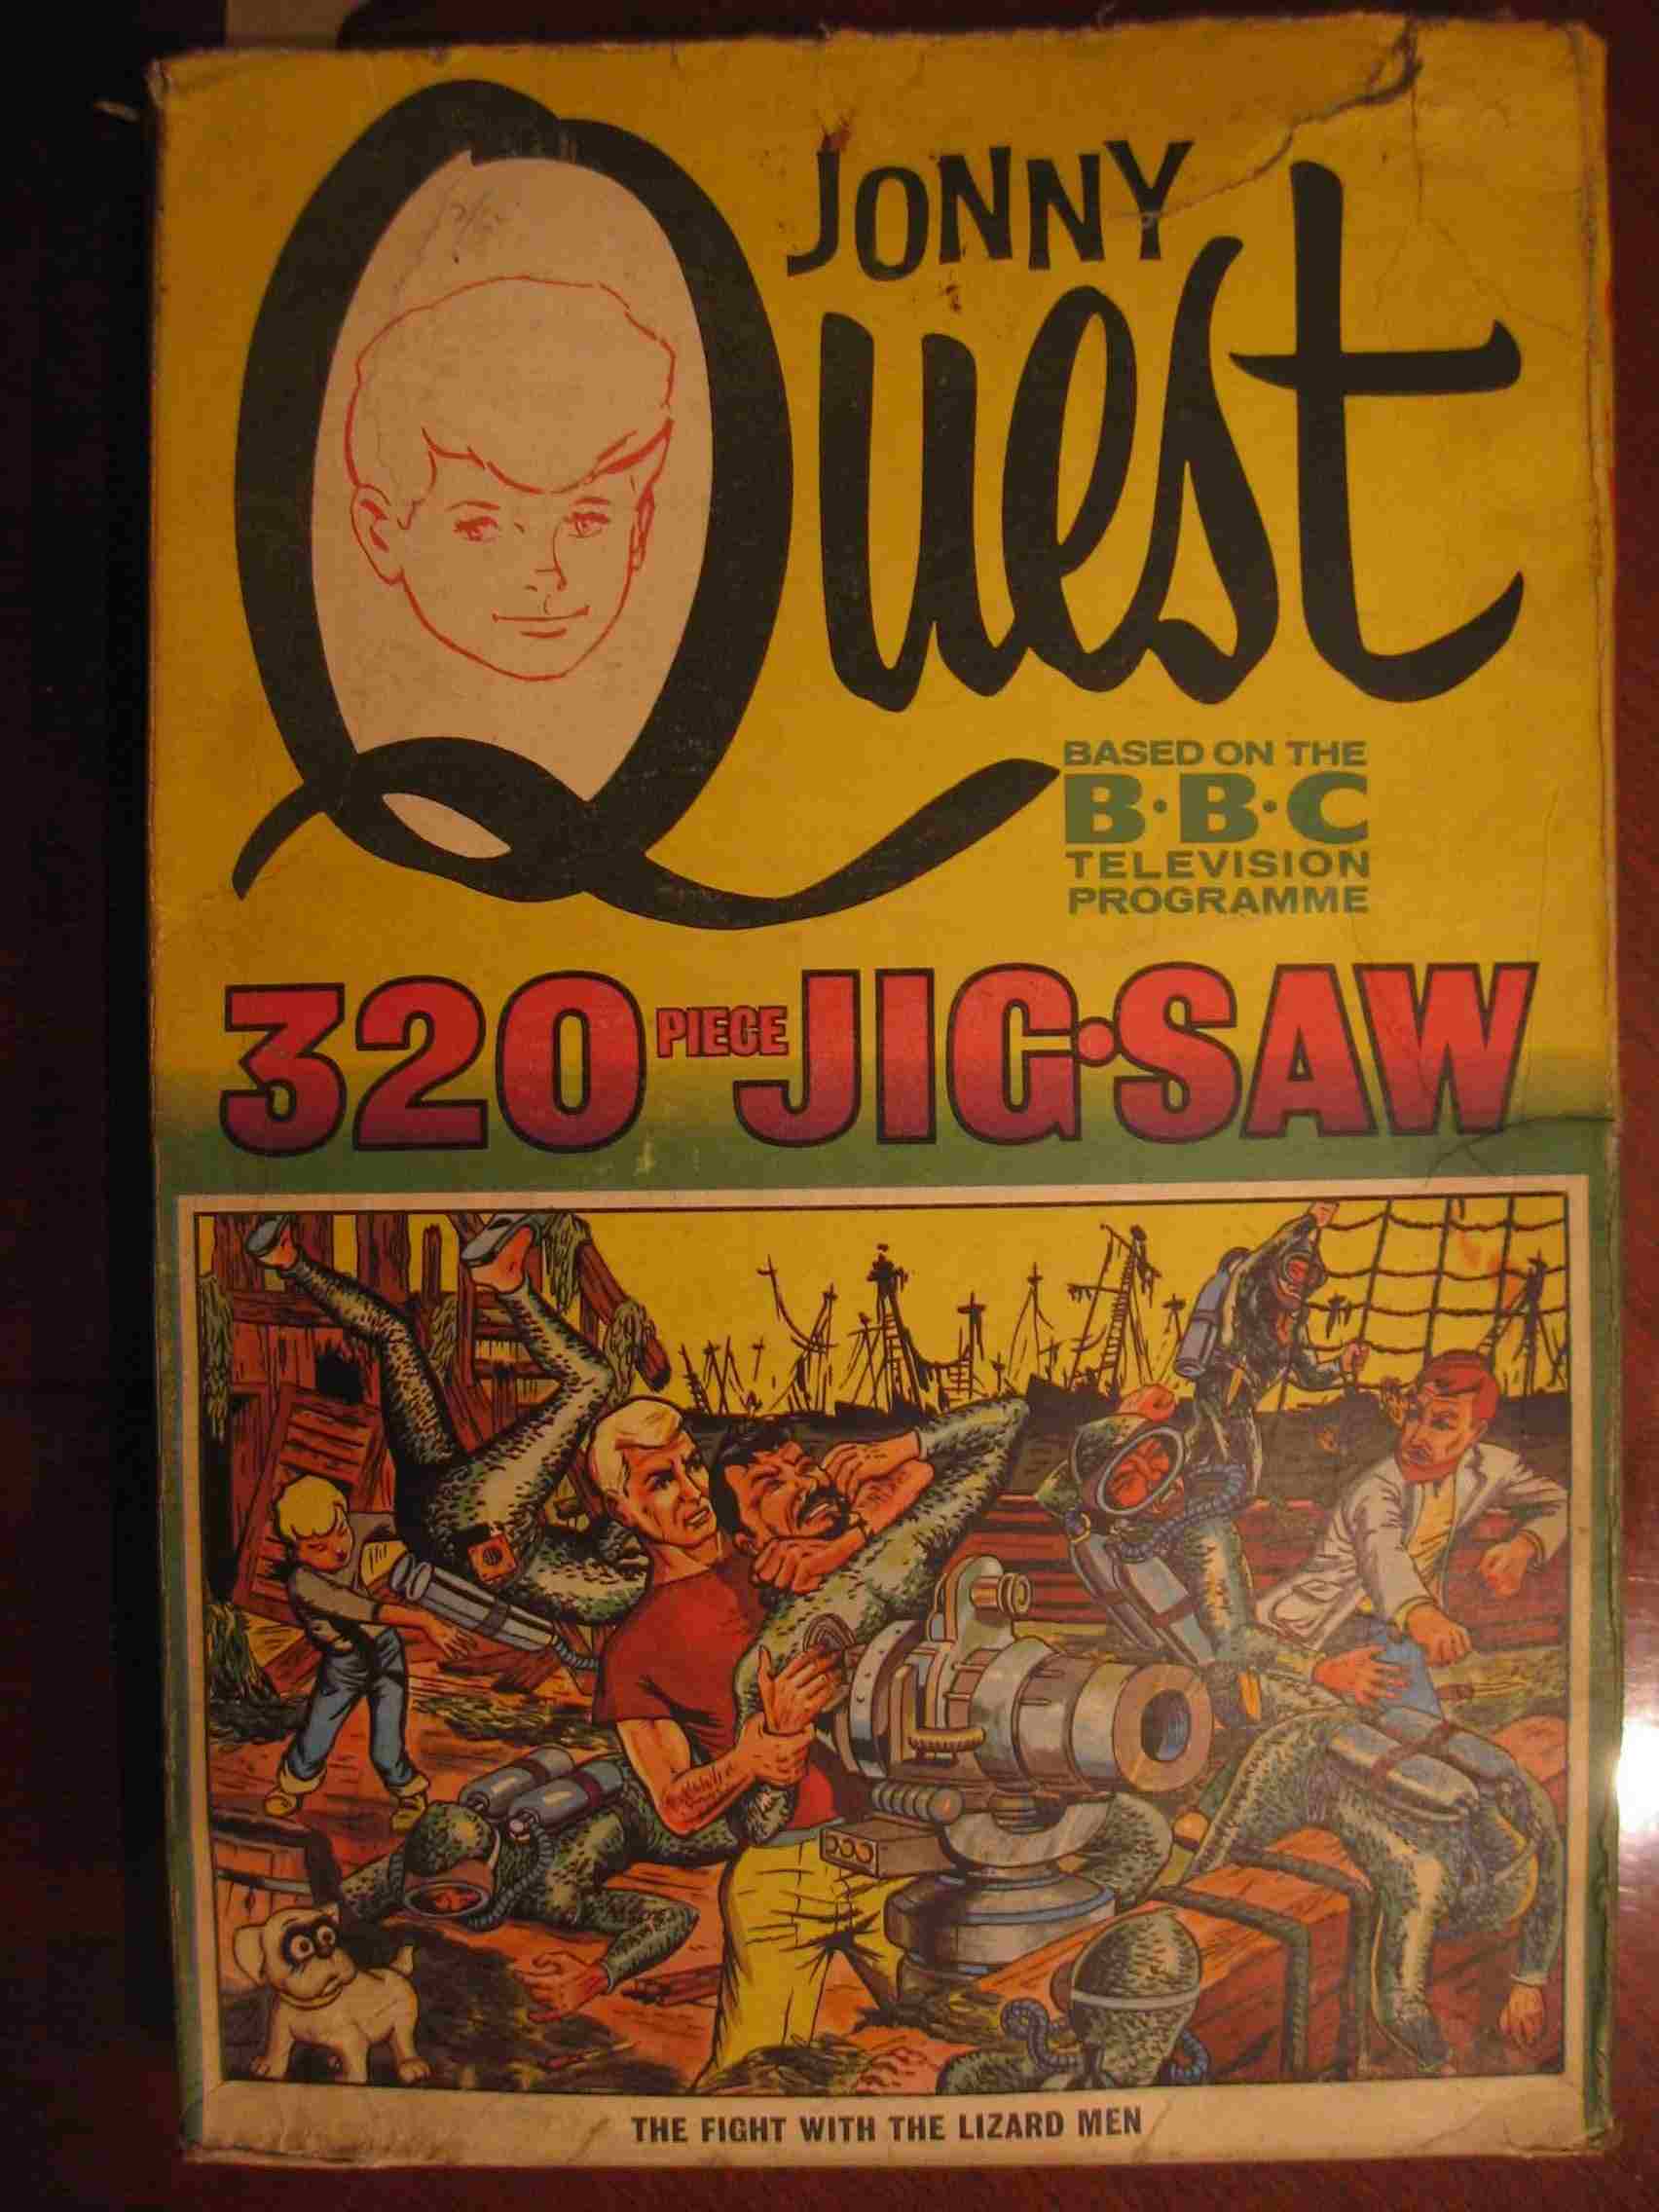 JONNY
Quest
BASED ON THE
B·B·C
TELEVISION
PROGRAMME
320 PIECE JIG·SAW
THE FIGHT WITH THE LIZARD MEN